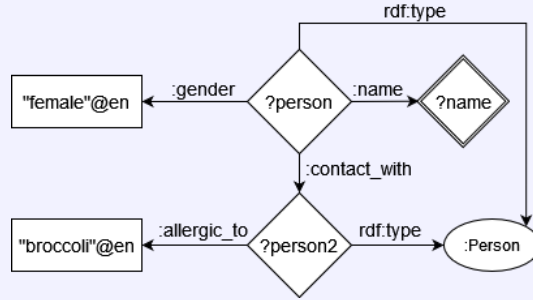 rdf:type
:gender
:name
"female"@en
?person
?name
:contact_with
:allergic_to
rdf:type
"broccoli"@en
?person2
:Person